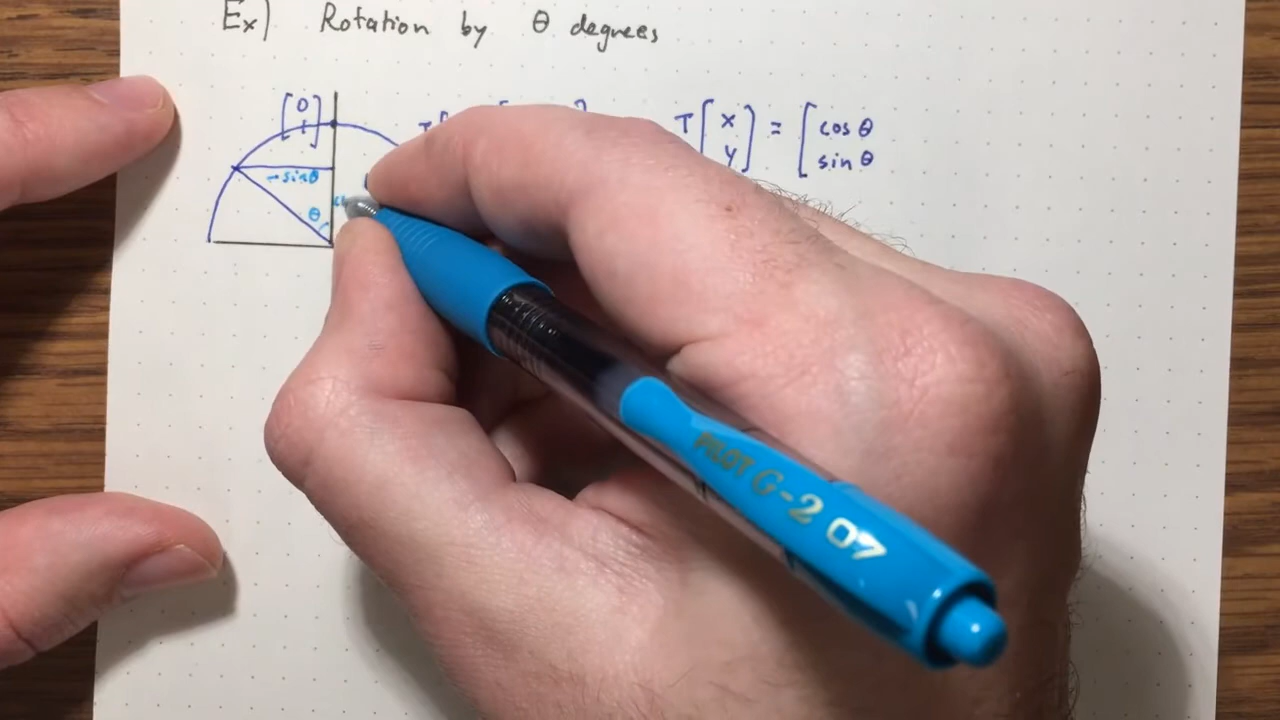 Ex) Rotation by θ degrees
[0
1]
T[
T[x
y] = [cos θ
sin θ
-sinθ
θ
PILOT G-2 07